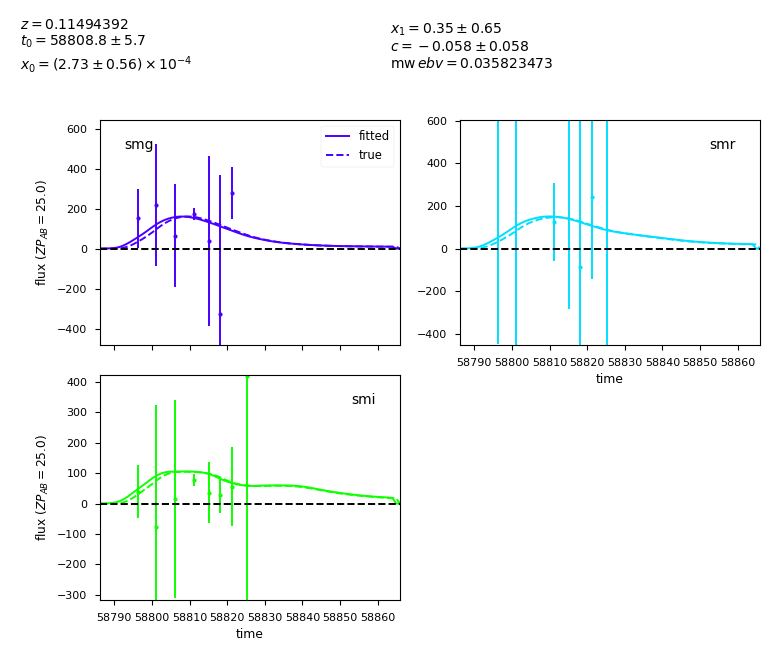 z = 0.11494392
t₀ = 58808.8 ± 5.7
x₀ = (2.73 ± 0.56) × 10⁻⁴
x₁ = 0.35 ± 0.65
c = −0.058 ± 0.058
mw ebv = 0.035823473
smg
fitted
true
600
400
200
0
−200
−400
flux (ZP_AB = 25.0)
smr
600
400
200
0
−200
−400
58790 58800 58810 58820 58830 58840 58850 58860
time
smi
400
300
200
100
0
−100
−200
−300
flux (ZP_AB = 25.0)
58790 58800 58810 58820 58830 58840 58850 58860
time